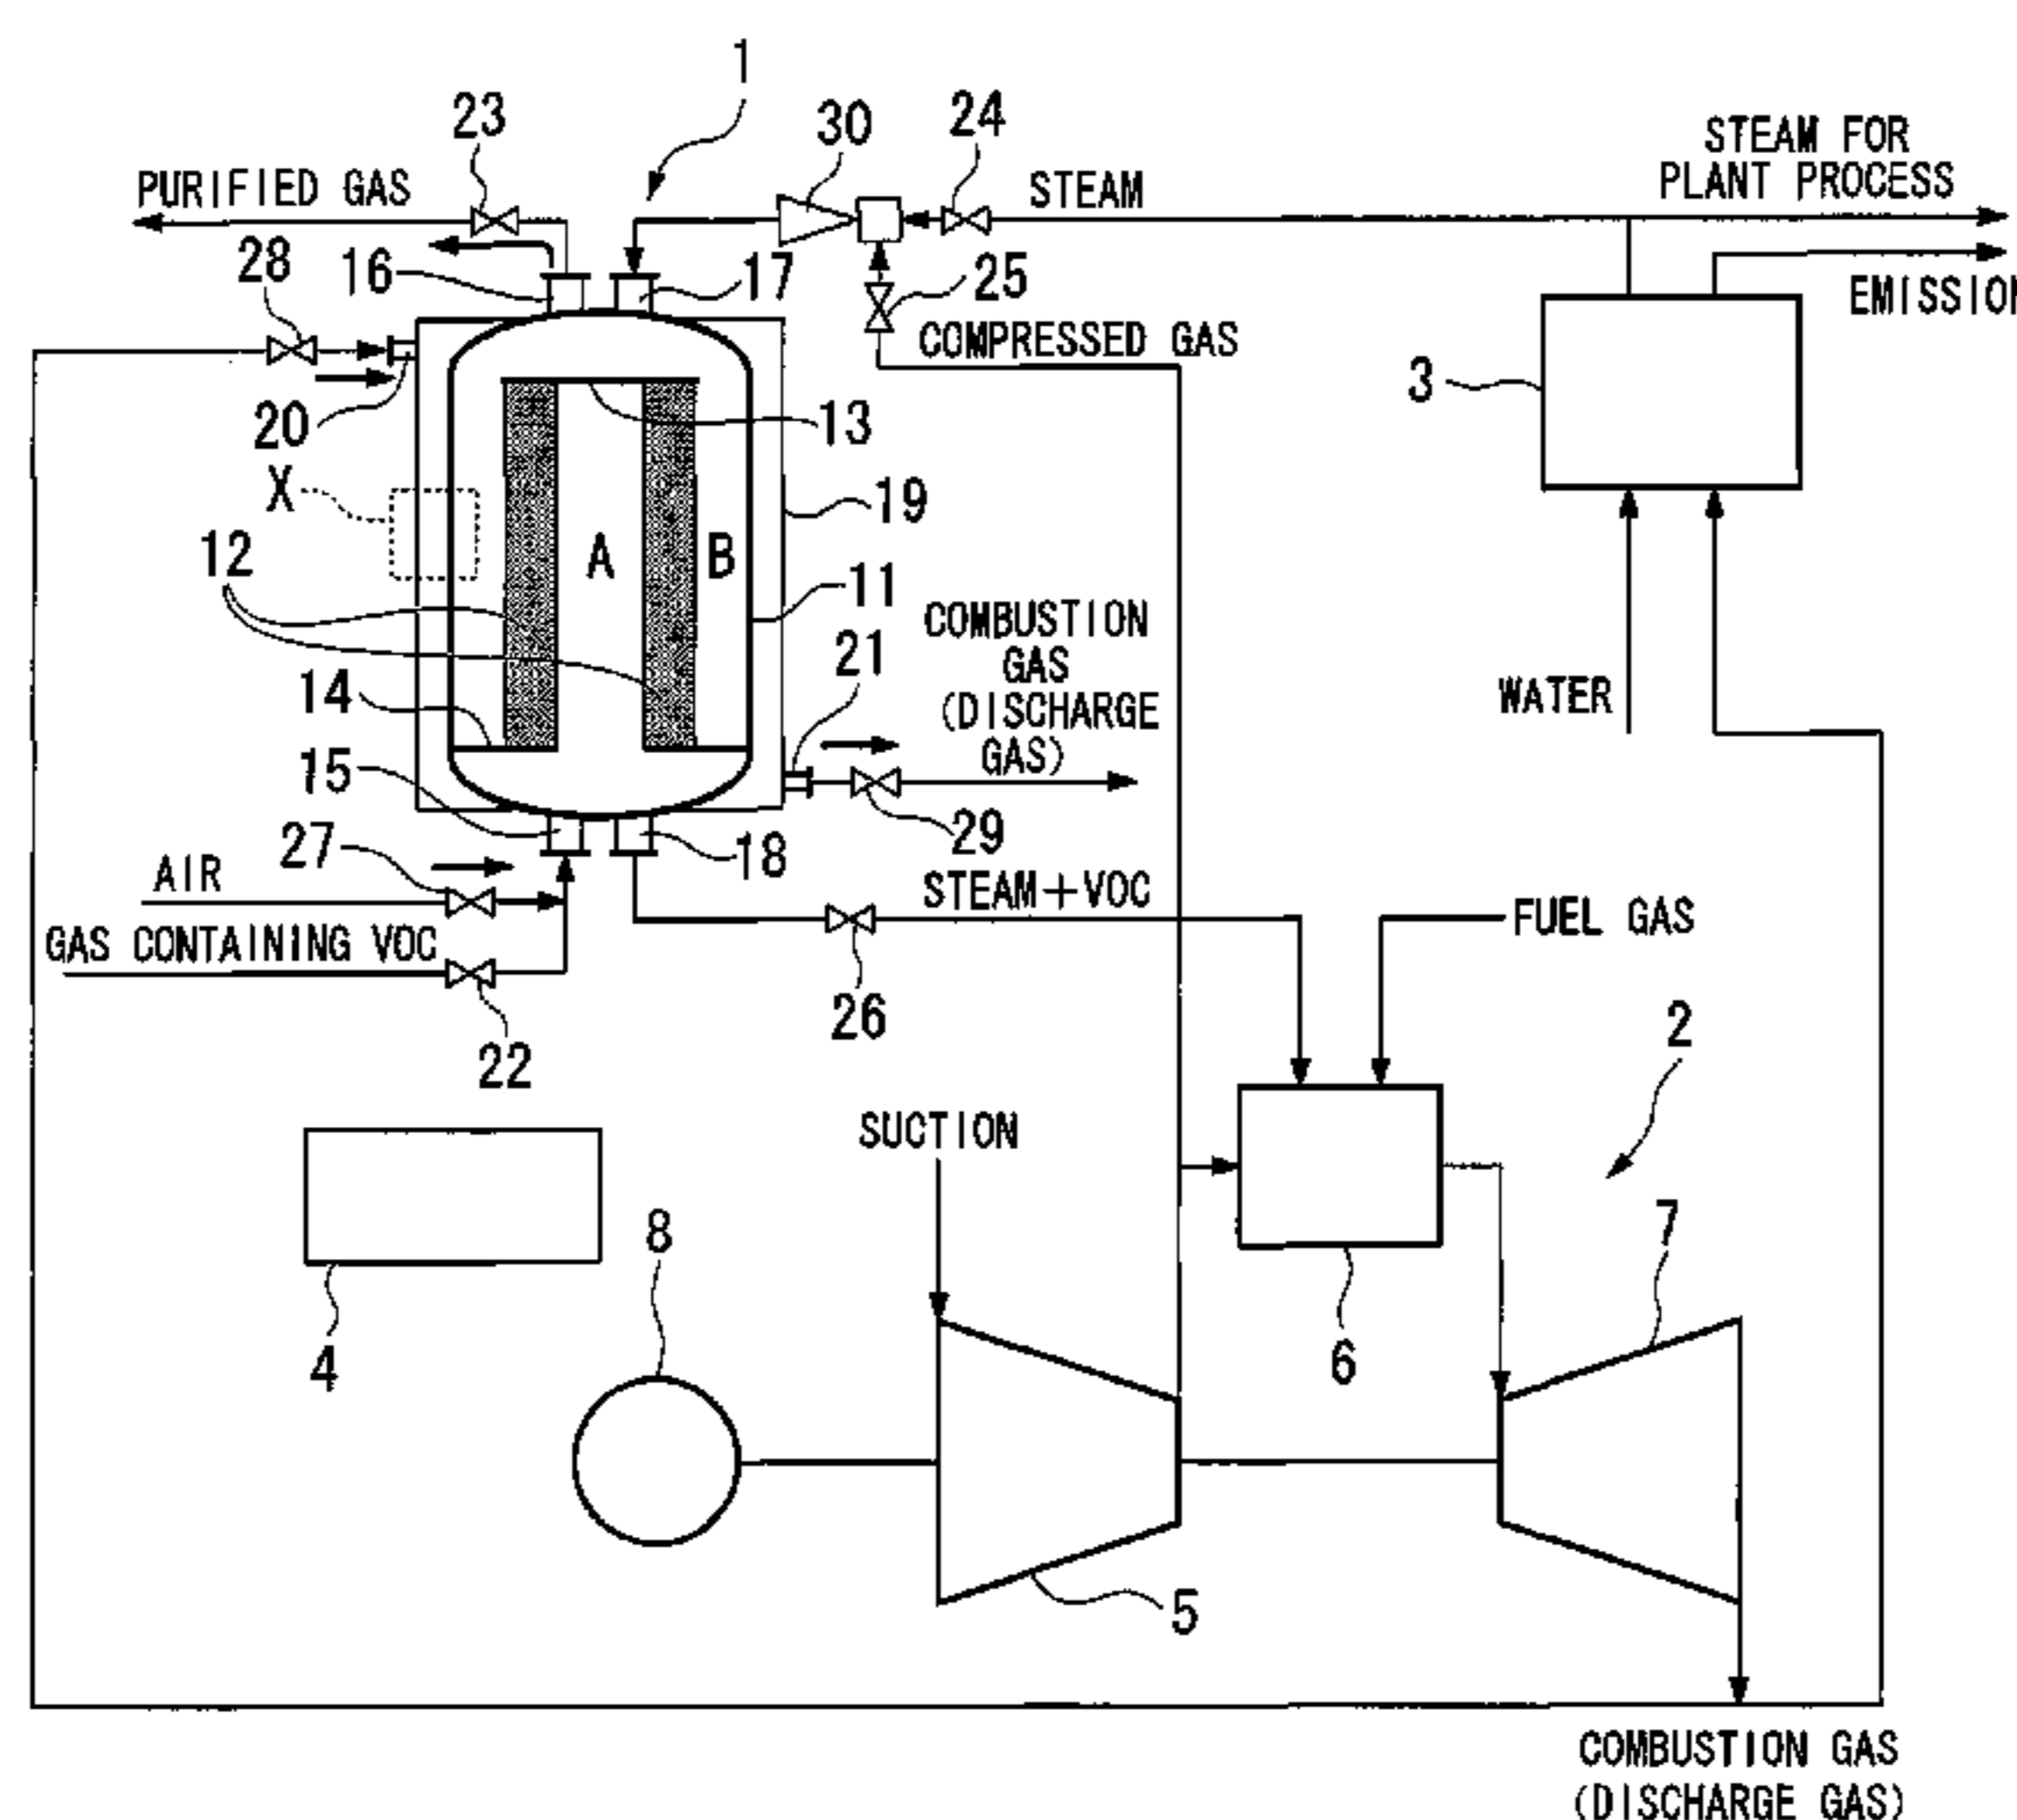 1
23
30
24
STEAM FOR
PLANT PROCESS
PURIFIED GAS
STEAM
28
16
17
25
EMISSION
COMPRESSED GAS
3
20
13
X
19
12
A
B
11
COMBUSTION
GAS
(DISCHARGE
GAS)
21
14
WATER
15
29
27
18
AIR
STEAM+VOC
FUEL GAS
GAS CONTAINING VOC
26
22
2
SUCTION
8
7
4
6
5
COMBUSTION GAS
(DISCHARGE GAS)